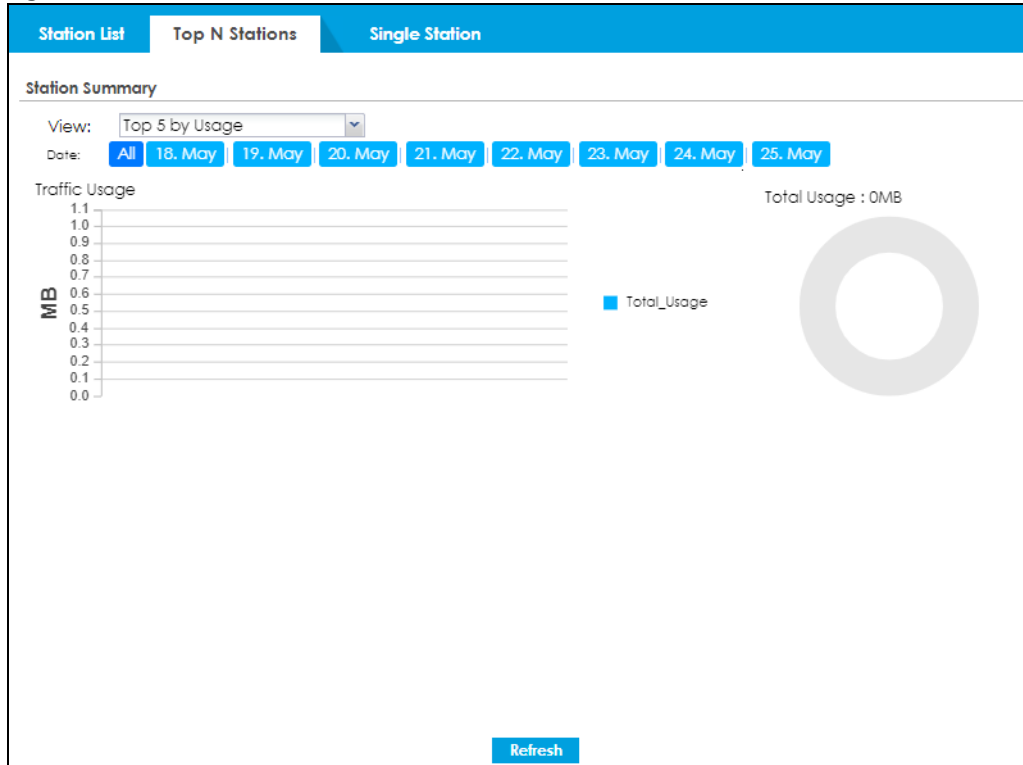 Station List Top N Stations Single Station
Station Summary
View: Top 5 by Usage
Date: All 18. May 19. May 20. May 21. May 22. May 23. May 24. May 25. May
Traffic Usage
Total Usage : 0MB
1.1
1.0
0.9
0.8
0.7
0.6
0.5
0.4
0.3
0.2
0.1
0.0
MB
Total_Usage
Refresh